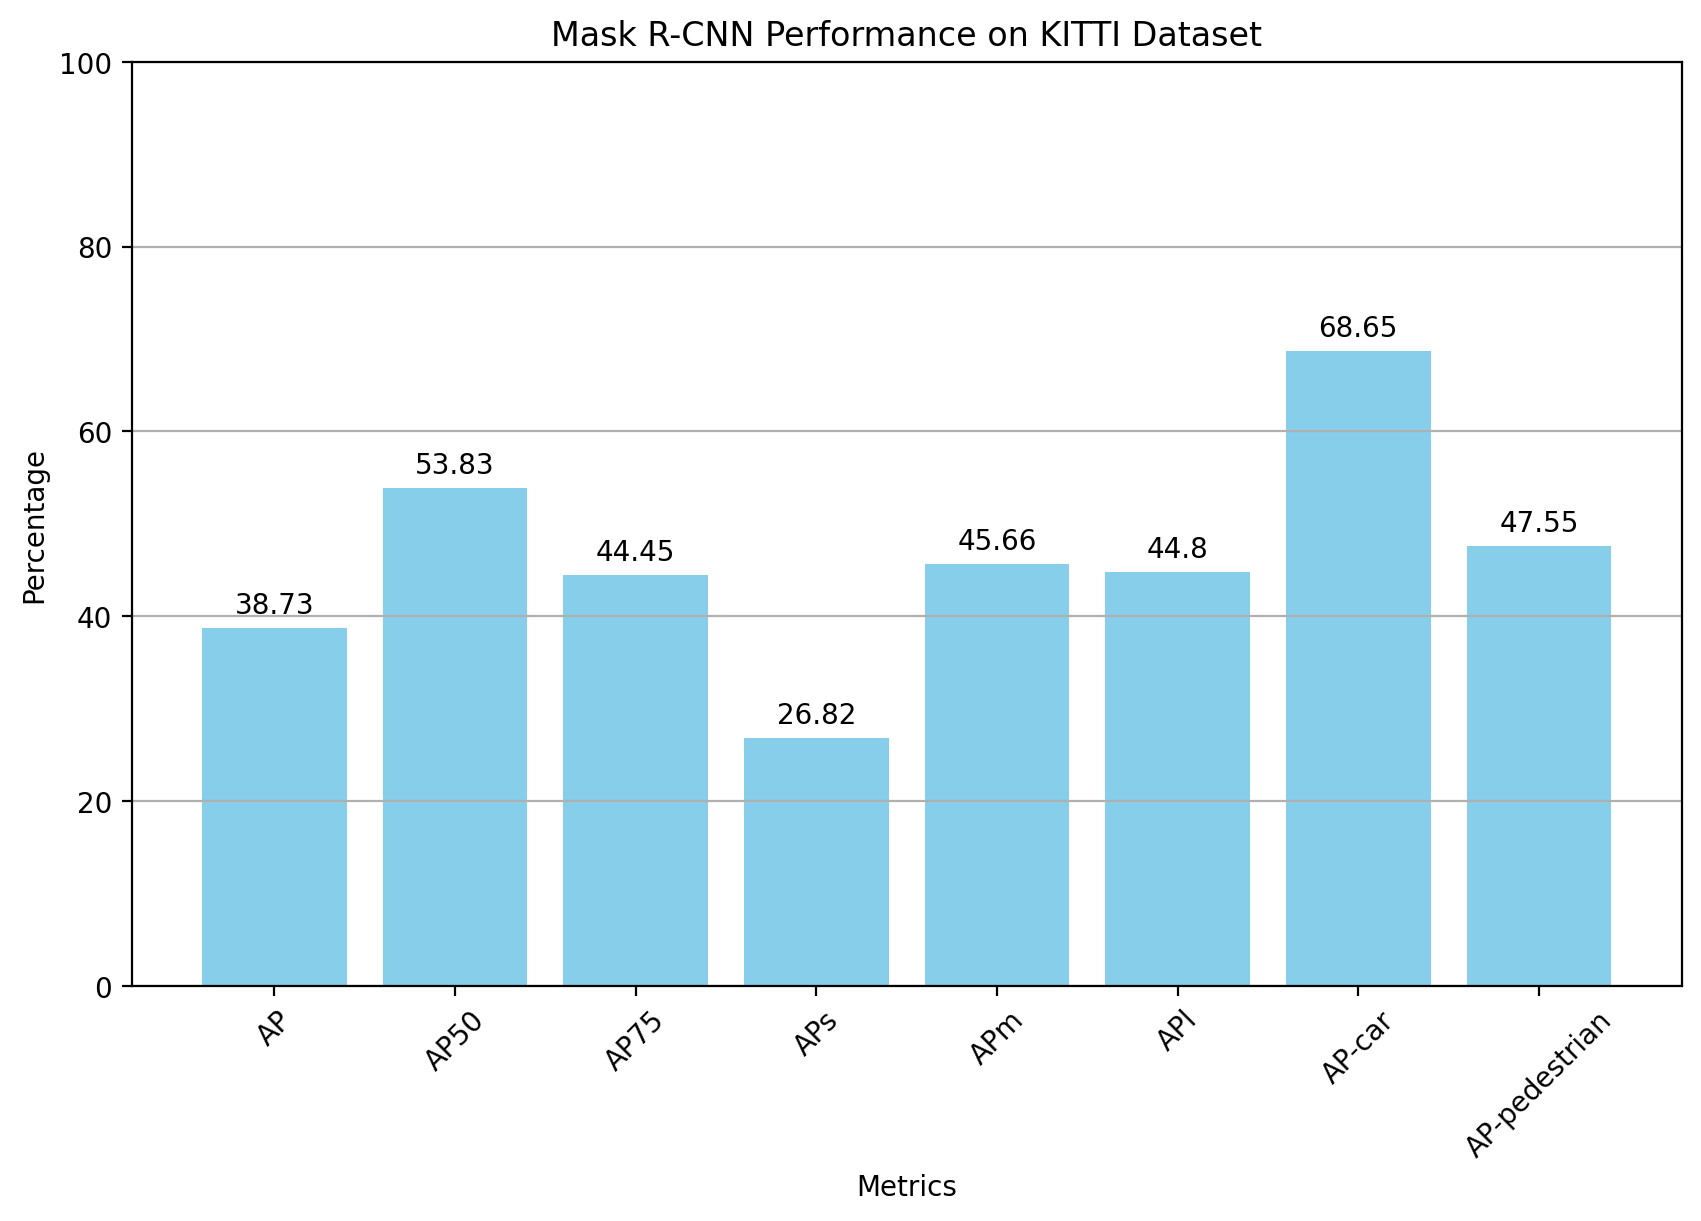 Mask R-CNN Performance on KITTI Dataset
100
80
60
40
20
0
Percentage
38.73
53.83
44.45
26.82
45.66
44.8
68.65
47.55
AP
AP50
AP75
APs
APm
APl
AP-car
AP-pedestrian
Metrics